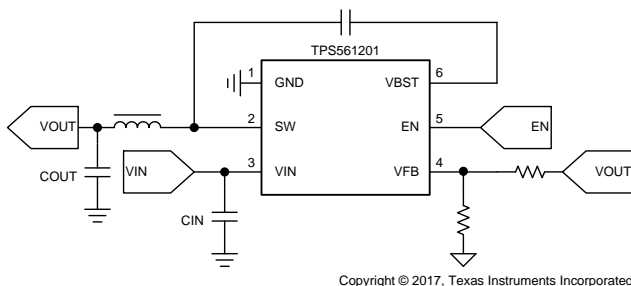 TPS561201
1 GND VBST 6
VOUT 2 SW EN 5 EN
COUT VIN 3 VIN VFB 4 VOUT
CIN
Copyright © 2017, Texas Instruments Incorporated